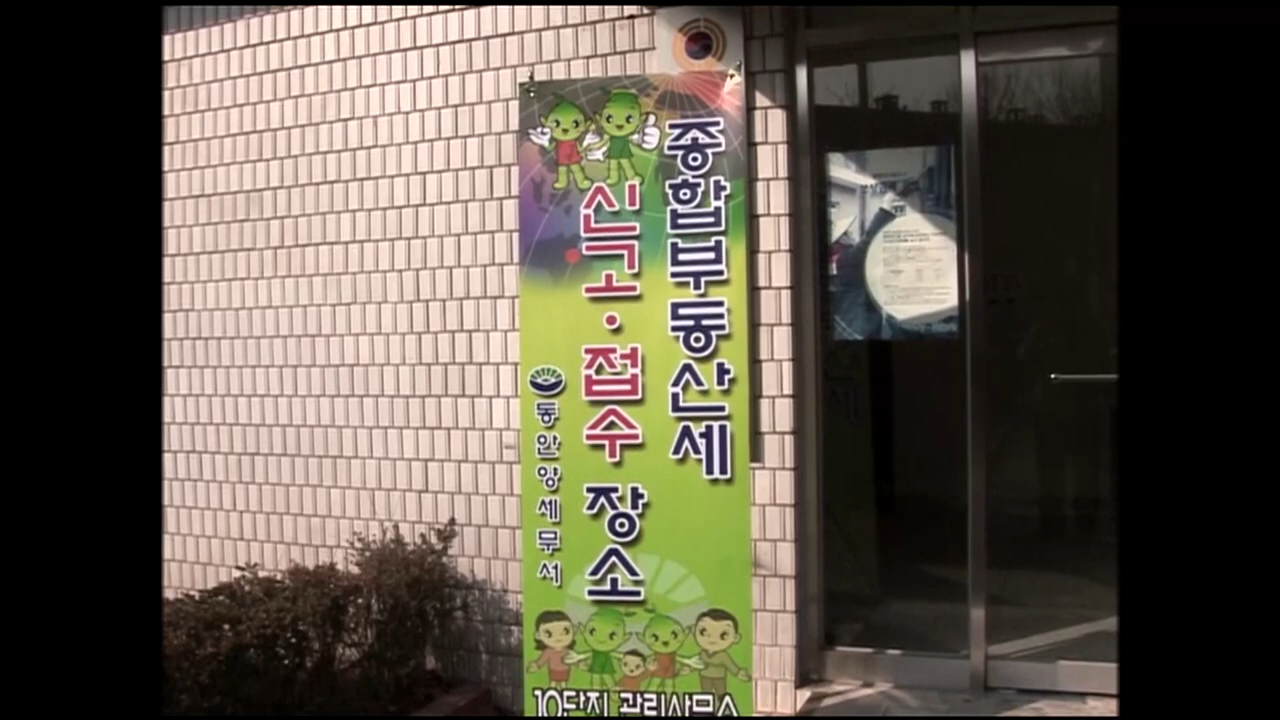 종합부동산세
신고·접수 장소
동안양세무서
10단지 관리사무소